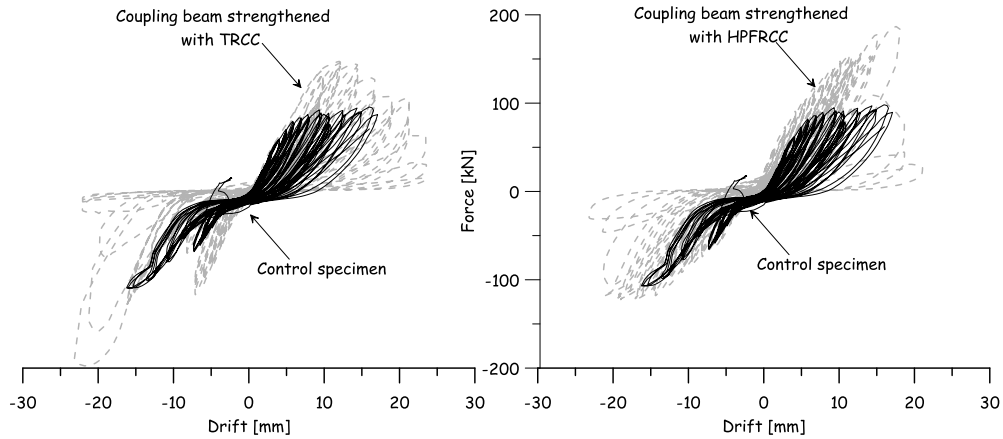 Coupling beam strengthened
with TRCC
Control specimen
-30 -20 -10 0 10 20 30
Drift [mm]
Coupling beam strengthened
with HPFRCC
Control specimen
200
100
0
-100
-200
Force [kN]
-30 -20 -10 0 10 20 30
Drift [mm]